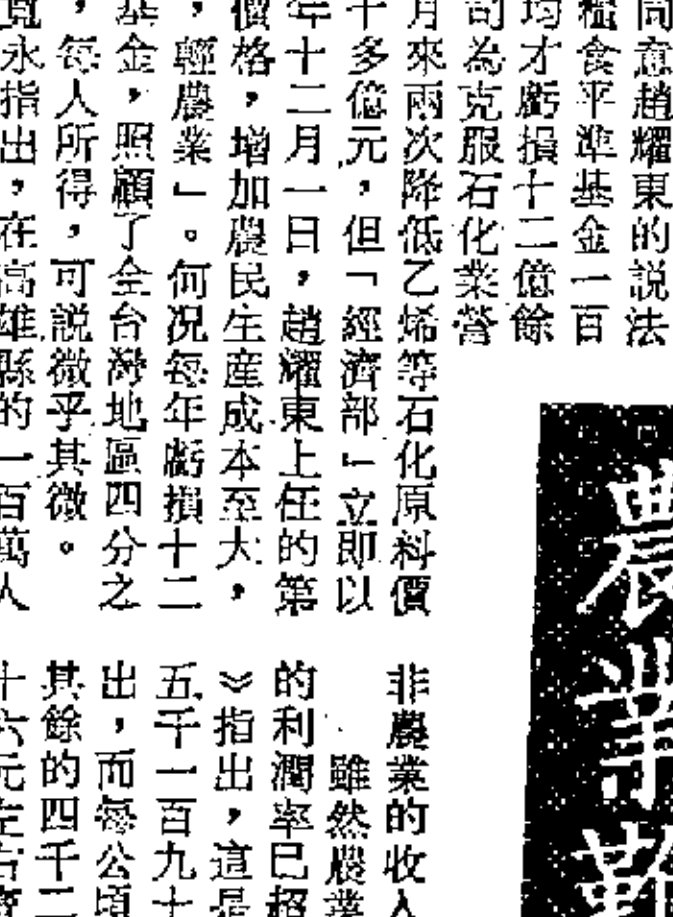 同意趙耀東的説法
糧食平準基金一百
均才虧損十二億餘
司為克服石化業營
月來兩次降低乙烯等石化原料價
十多億元，但「經濟部」立即以
年十二月一日，趙耀東上任的第
價格，增加農民生産成本至大，
，輕農業」。何況每年虧損十二
基金，照顧了全台灣地區四分之
，每人所得，可説微乎其微。
永指出，在高雄縣的一百萬人
農業
非農業的收入
雖然農業
的利潤率已超
》指出，這是
五千一百九十
出，而每公頃
其餘的四千二
十六元左右